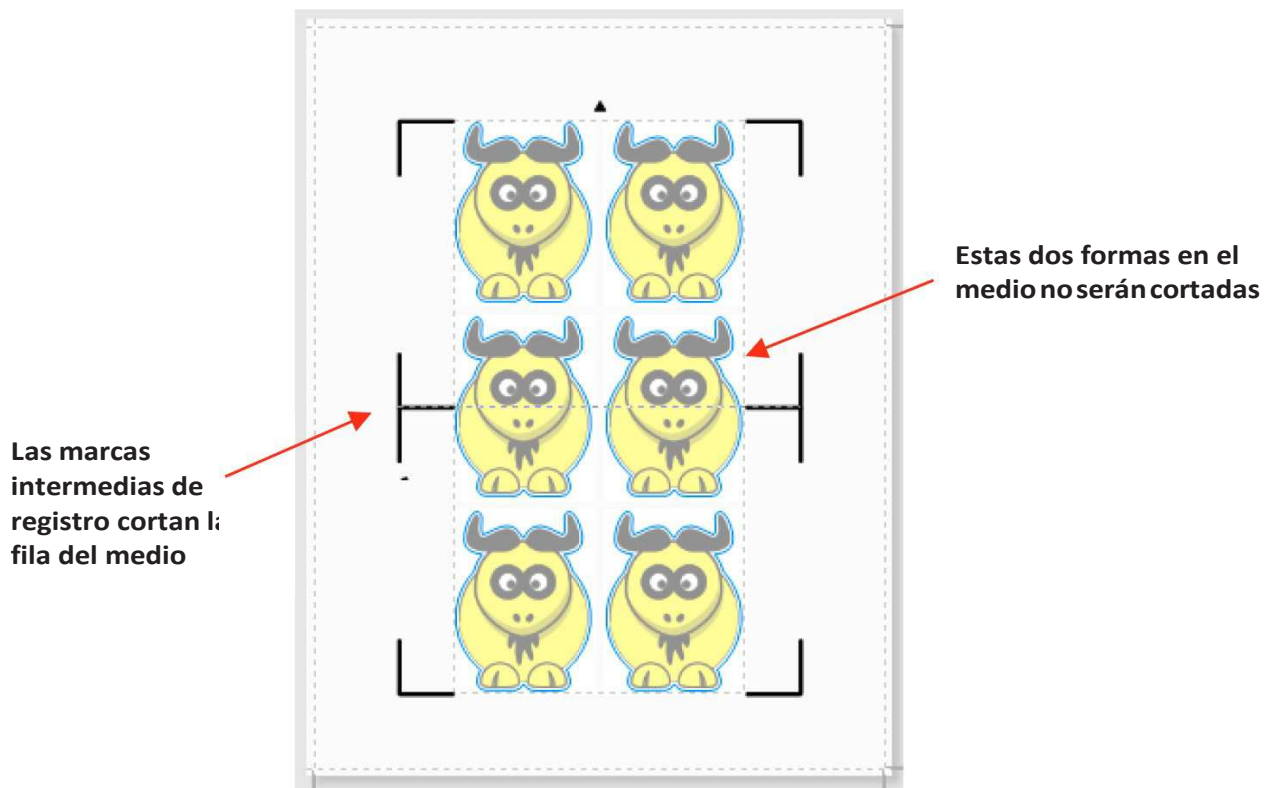 Estas dos formas en el
medio no serán cortadas
Las marcas
intermedias de
registro cortan la
fila del medio